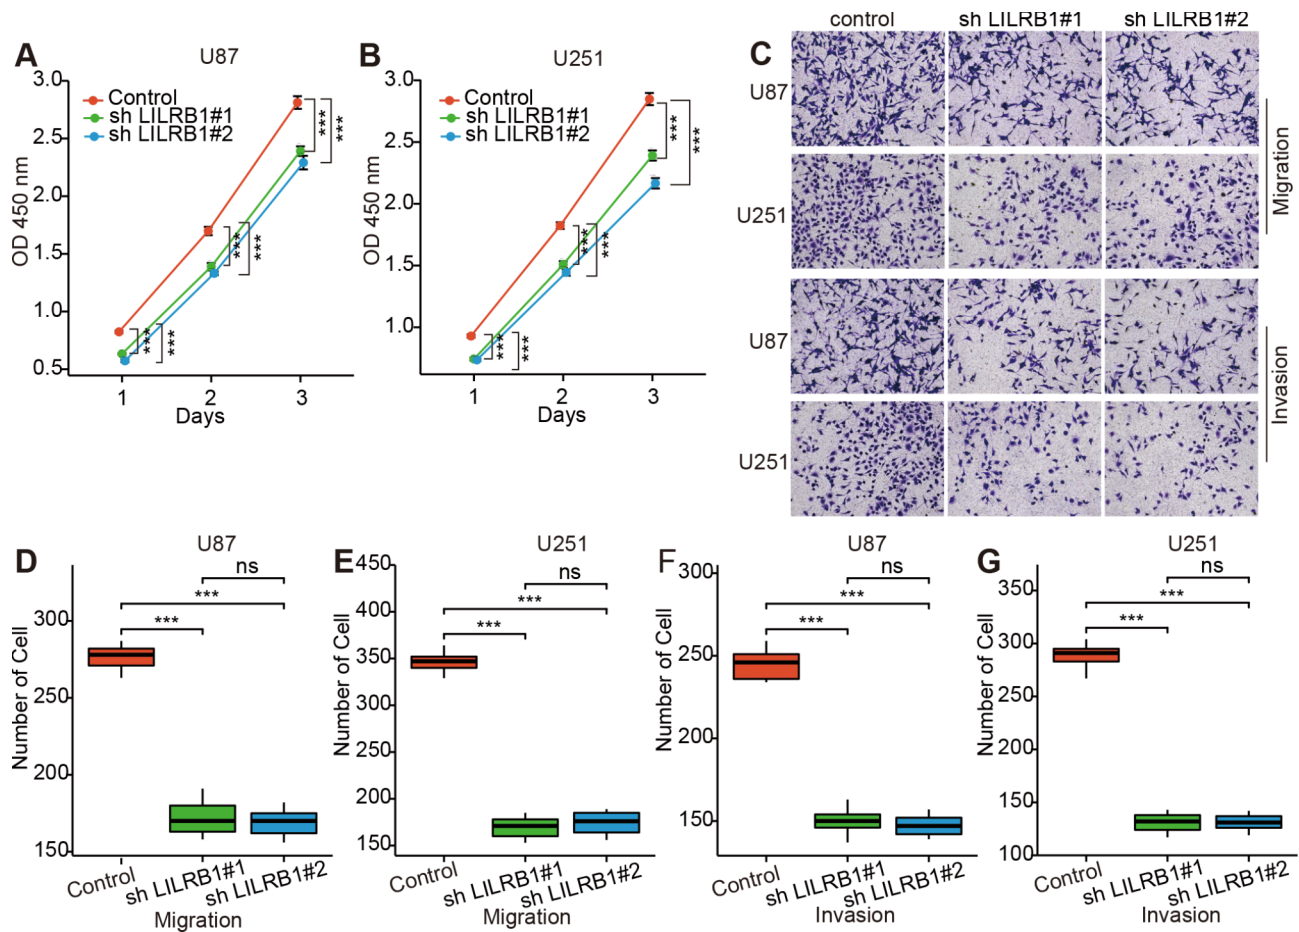 A
U87
3.0
2.5
2.0
1.5
1.0
0.5
OD 450 nm
Control
sh LILRB1#1
sh LILRB1#2
***
***
***
***
***
***
1
2
3
Days
B
U251
3.0
2.5
2.0
1.5
1.0
OD 450 nm
Control
sh LILRB1#1
sh LILRB1#2
***
***
***
***
***
***
1
2
3
Days
C
control
sh LILRB1#1
sh LILRB1#2
U87
U251
Migration
U87
U251
Invasion
D
U87
300
250
200
150
Number of Cell
ns
***
***
Control
sh LILRB1#1
sh LILRB1#2
Migration
E
U251
450
400
350
300
250
200
150
Number of Cell
ns
***
***
Control
sh LILRB1#1
sh LILRB1#2
Migration
F
U87
300
250
200
150
Number of Cell
ns
***
***
Control
sh LILRB1#1
sh LILRB1#2
Invasion
G
U251
350
300
250
200
150
100
Number of Cell
ns
***
***
Control
sh LILRB1#1
sh LILRB1#2
Invasion